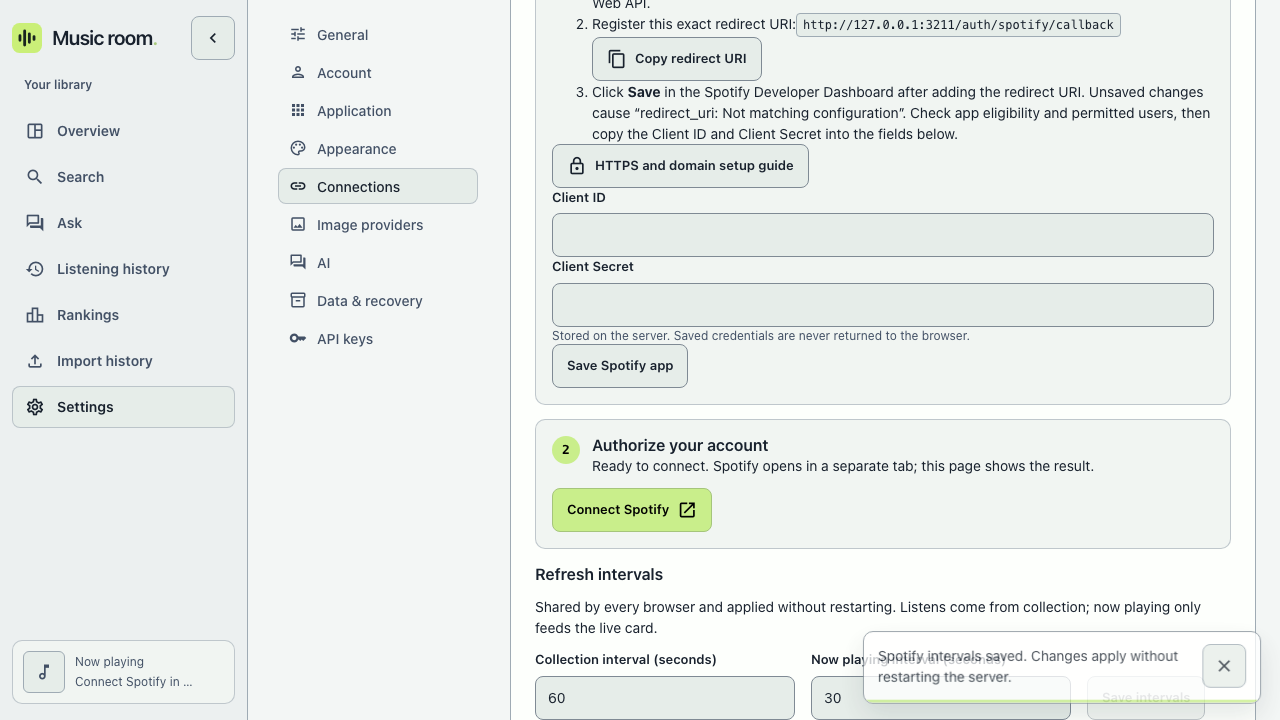 Music room.
Your library
Overview
Search
Ask
Listening history
Rankings
Import history
Settings
Now playing
Connect Spotify in ...
General
Account
Application
Appearance
Connections
Image providers
AI
Data & recovery
API keys
Web API.
2. Register this exact redirect URI: http://127.0.0.1:3211/auth/spotify/callback
Copy redirect URI
3. Click Save in the Spotify Developer Dashboard after adding the redirect URI. Unsaved changes
cause “redirect_uri: Not matching configuration”. Check app eligibility and permitted users, then
copy the Client ID and Client Secret into the fields below.
HTTPS and domain setup guide
Client ID
Client Secret
Stored on the server. Saved credentials are never returned to the browser.
Save Spotify app
2
Authorize your account
Ready to connect. Spotify opens in a separate tab; this page shows the result.
Connect Spotify
Refresh intervals
Shared by every browser and applied without restarting. Listens come from collection; now playing only
feeds the live card.
Collection interval (seconds)
60
Now playing interval (seconds)
30
Save intervals
Spotify intervals saved. Changes apply without
restarting the server.